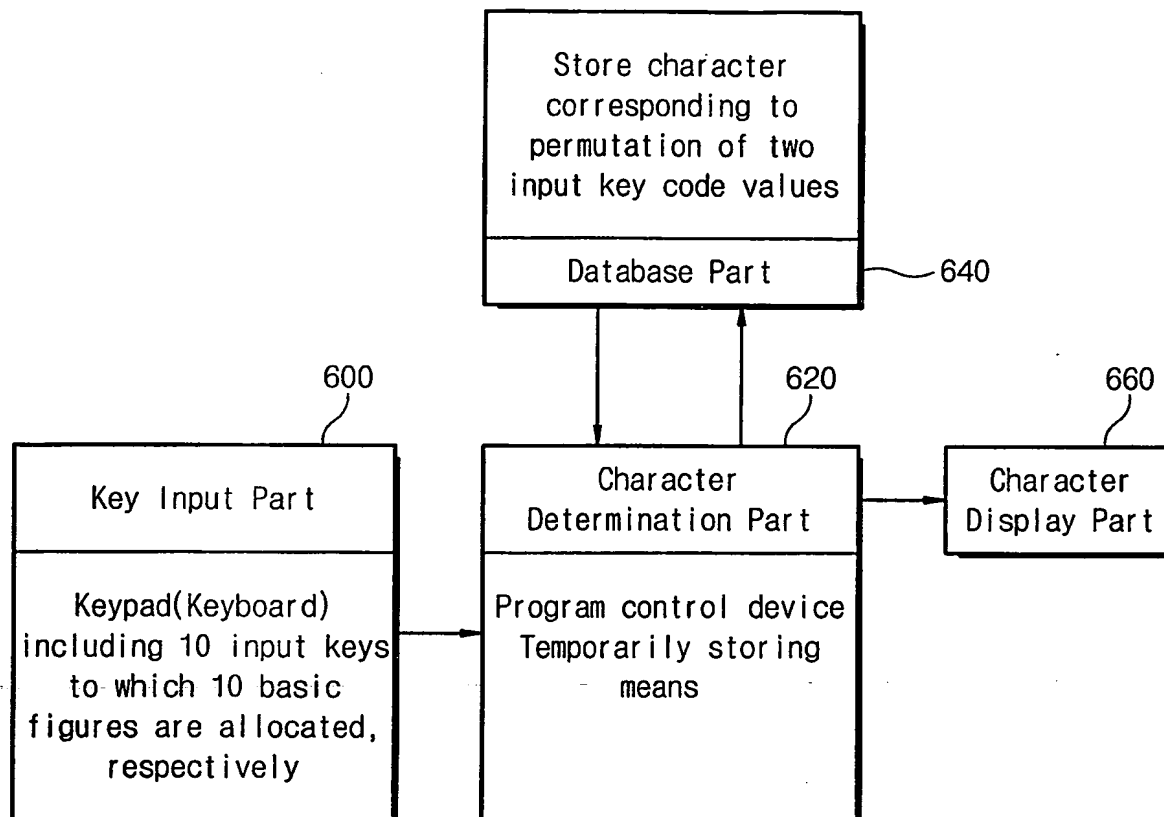 Store character
corresponding to
permutation of two
input key code values
Database Part
640
600
620
660
Key Input Part
Keypad(Keyboard)
including 10 input keys
to which 10 basic
figures are allocated,
respectively
Character
Determination Part
Program control device
Temporarily storing
means
Character
Display Part